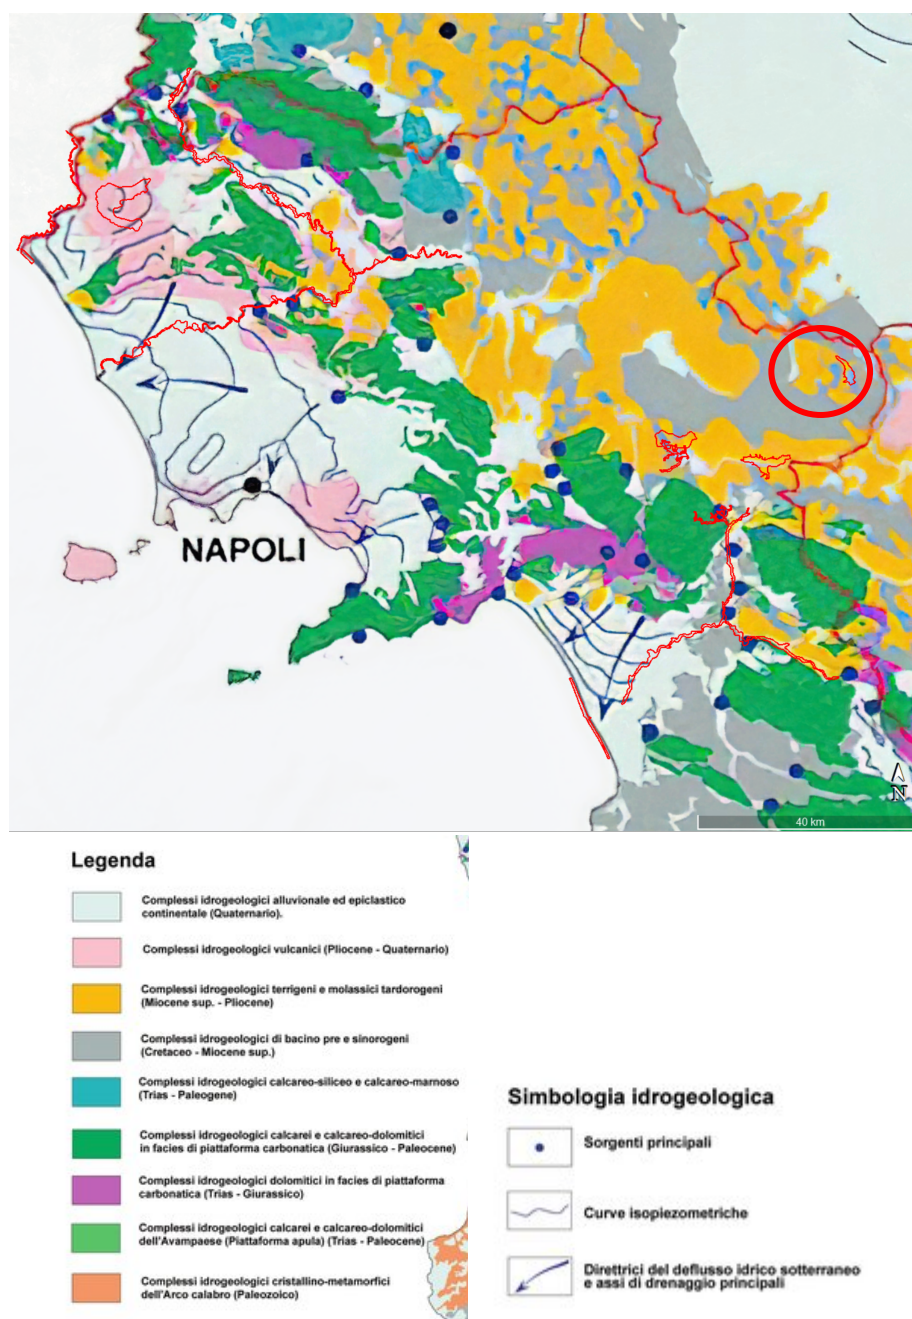 NAPOLI
N
40 km
Legenda
Complessi idrogeologici alluvionale ed epiclastico
continentale (Quaternario).
Complessi idrogeologici vulcanici (Pliocene - Quaternario)
Complessi idrogeologici terrigeni e molassici tardorogeni
(Miocene sup. - Pliocene)
Complessi idrogeologici di bacino pre e sinorogeni
(Cretaceo - Miocene sup.)
Complessi idrogeologici calcareo-siliceo e calcareo-marnoso
(Trias - Paleogene)
Complessi idrogeologici calcarei e calcareo-dolomitici
in facies di piattaforma carbonatica (Giurassico - Paleocene)
Complessi idrogeologici dolomitici in facies di piattaforma
carbonatica (Trias - Giurassico)
Complessi idrogeologici calcarei e calcareo-dolomitici
dell'Avampaese (Piattaforma apula) (Trias - Paleocene)
Complessi idrogeologici cristallino-metamorfici
dell'Arco calabro (Paleozoico)
Simbologia idrogeologica
Sorgenti principali
Curve isopiezometriche
Direttrici del deflusso idrico sotterraneo
e assi di drenaggio principali